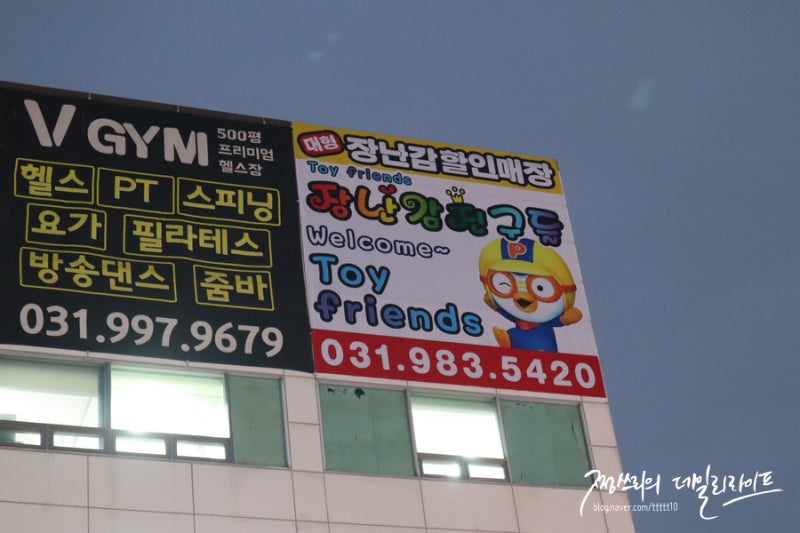 V GYM
500평
프리미엄
헬스장
헬스
PT
스피닝
요가
필라테스
방송댄스
줌바
031.997.9679
대형 장난감할인매장
Toy friends
장난감친구들
Welcome~
Toy
friends
P
031.983.5420
쩡쓰리의 데일리라이프
blog.naver.com/ttttt10